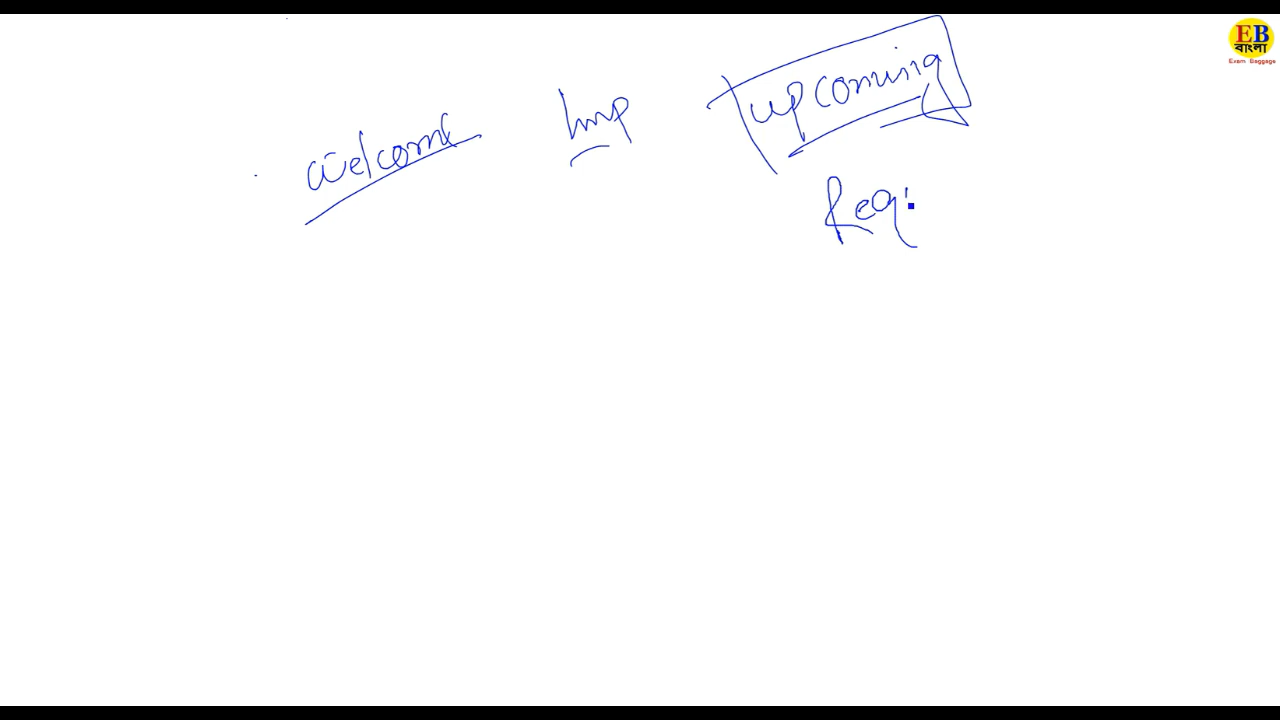 EB
বাংলা
Exam Baggage
welcome Imp upcoming
Req: